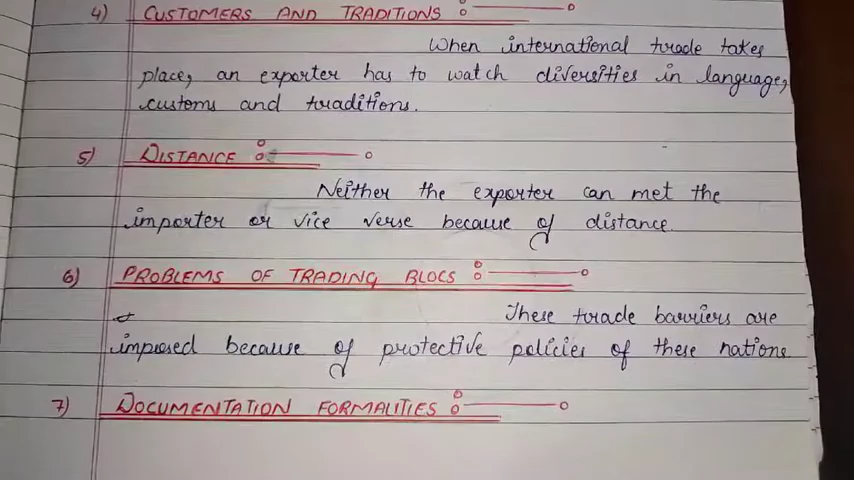 4) CUSTOMERS AND TRADITIONS
When international trade takes
place, an exporter has to watch diversities in language,
customs and traditions.
5) DISTANCE
Neither the exporter can met the
importer or vice verse because of distance.
6) PROBLEMS OF TRADING BLOCS
These trade barriers are
imposed because of protective policies of these nations
7) DOCUMENTATION FORMALITIES